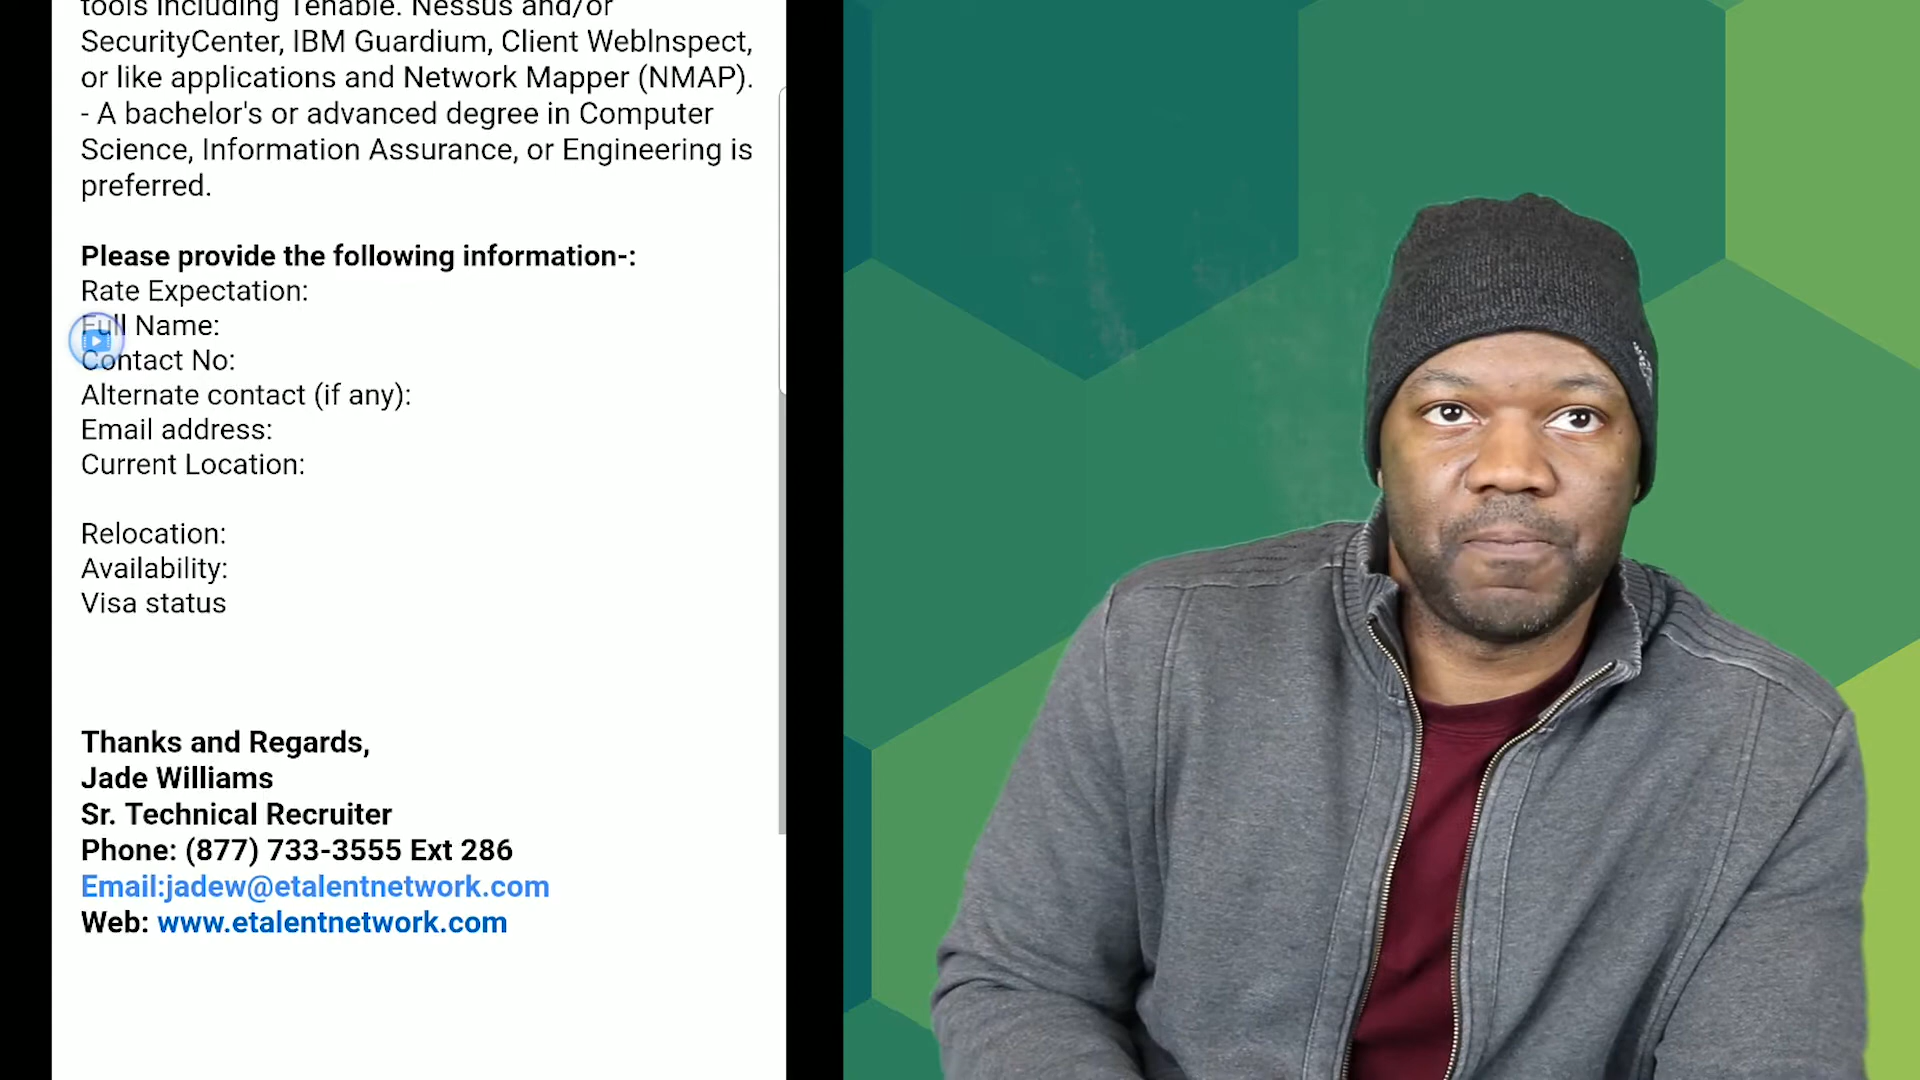 tools including Tenable. Nessus and/or
SecurityCenter, IBM Guardium, Client WebInspect,
or like applications and Network Mapper (NMAP).
- A bachelor's or advanced degree in Computer
Science, Information Assurance, or Engineering is
preferred.
Please provide the following information-:
Rate Expectation:
Full Name:
Contact No:
Alternate contact (if any):
Email address:
Current Location:
Relocation:
Availability:
Visa status
Thanks and Regards,
Jade Williams
Sr. Technical Recruiter
Phone: (877) 733-3555 Ext 286
Email:jadew@etalentnetwork.com
Web: www.etalentnetwork.com